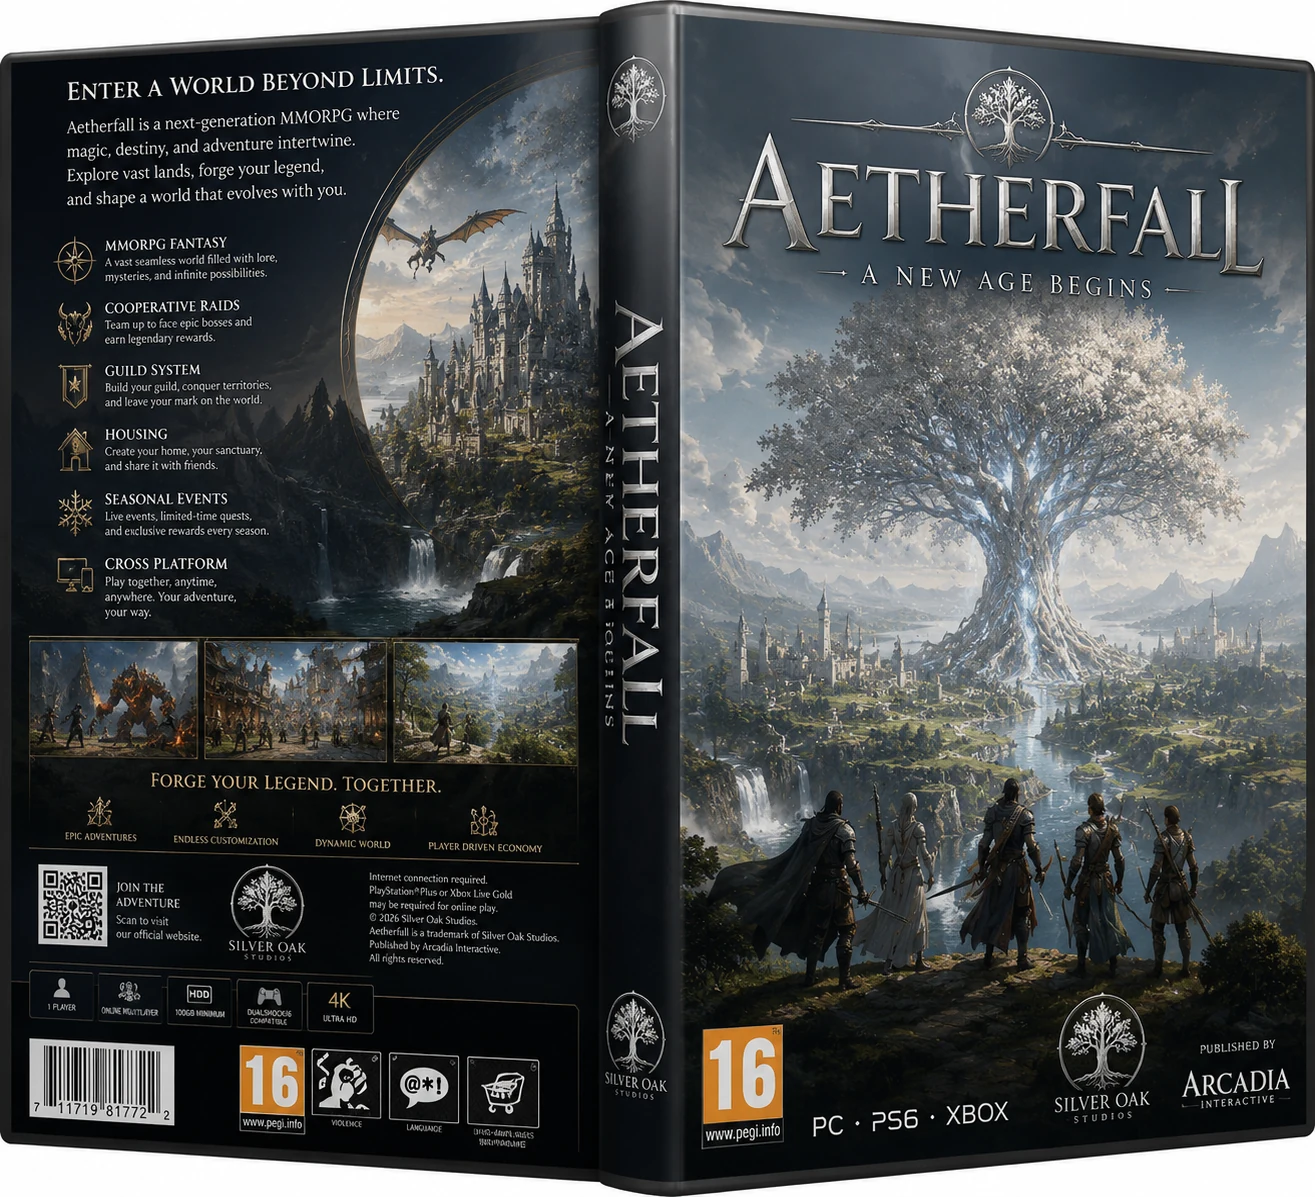 ENTER A WORLD BEYOND LIMITS.
Aetherfall is a next-generation MMORPG where
magic, destiny, and adventure intertwine.
Explore vast lands, forge your legend,
and shape a world that evolves with you.
MMORPG FANTASY
A vast seamless world filled with lore,
mysteries, and infinite possibilities.
COOPERATIVE RAIDS
Team up to face epic bosses and
earn legendary rewards.
GUILD SYSTEM
Build your guild, conquer territories,
and leave your mark on the world.
HOUSING
Create your home, your sanctuary,
and share it with friends.
SEASONAL EVENTS
Live events, limited-time quests,
and exclusive rewards every season.
CROSS PLATFORM
Play together, anytime,
anywhere. Your adventure,
your way.
FORGE YOUR LEGEND. TOGETHER.
EPIC ADVENTURES
ENDLESS CUSTOMIZATION
DYNAMIC WORLD
PLAYER DRIVEN ECONOMY
JOIN THE
ADVENTURE
Scan to visit
our official website.
SILVER OAK
STUDIOS
Internet connection required.
PlayStation®Plus or Xbox Live Gold
may be required for online play.
© 2026 Silver Oak Studios.
Aetherfall is a trademark of Silver Oak Studios.
Published by Arcadia Interactive.
All rights reserved.
1 PLAYER
ONLINE
HDD
100GB MINIMUM
4K
ULTRA HD
7 11719 81772 2
16
www.pegi.info
VIOLENCE
@*!
LANGUAGE
AETHERFALL
A NEW AGE
SILVER OAK
STUDIOS
AETHERFALL
A NEW AGE BEGINS
16
www.pegi.info
PC · PS6 · XBOX
SILVER OAK
STUDIOS
PUBLISHED BY
ARCADIA
INTERACTIVE